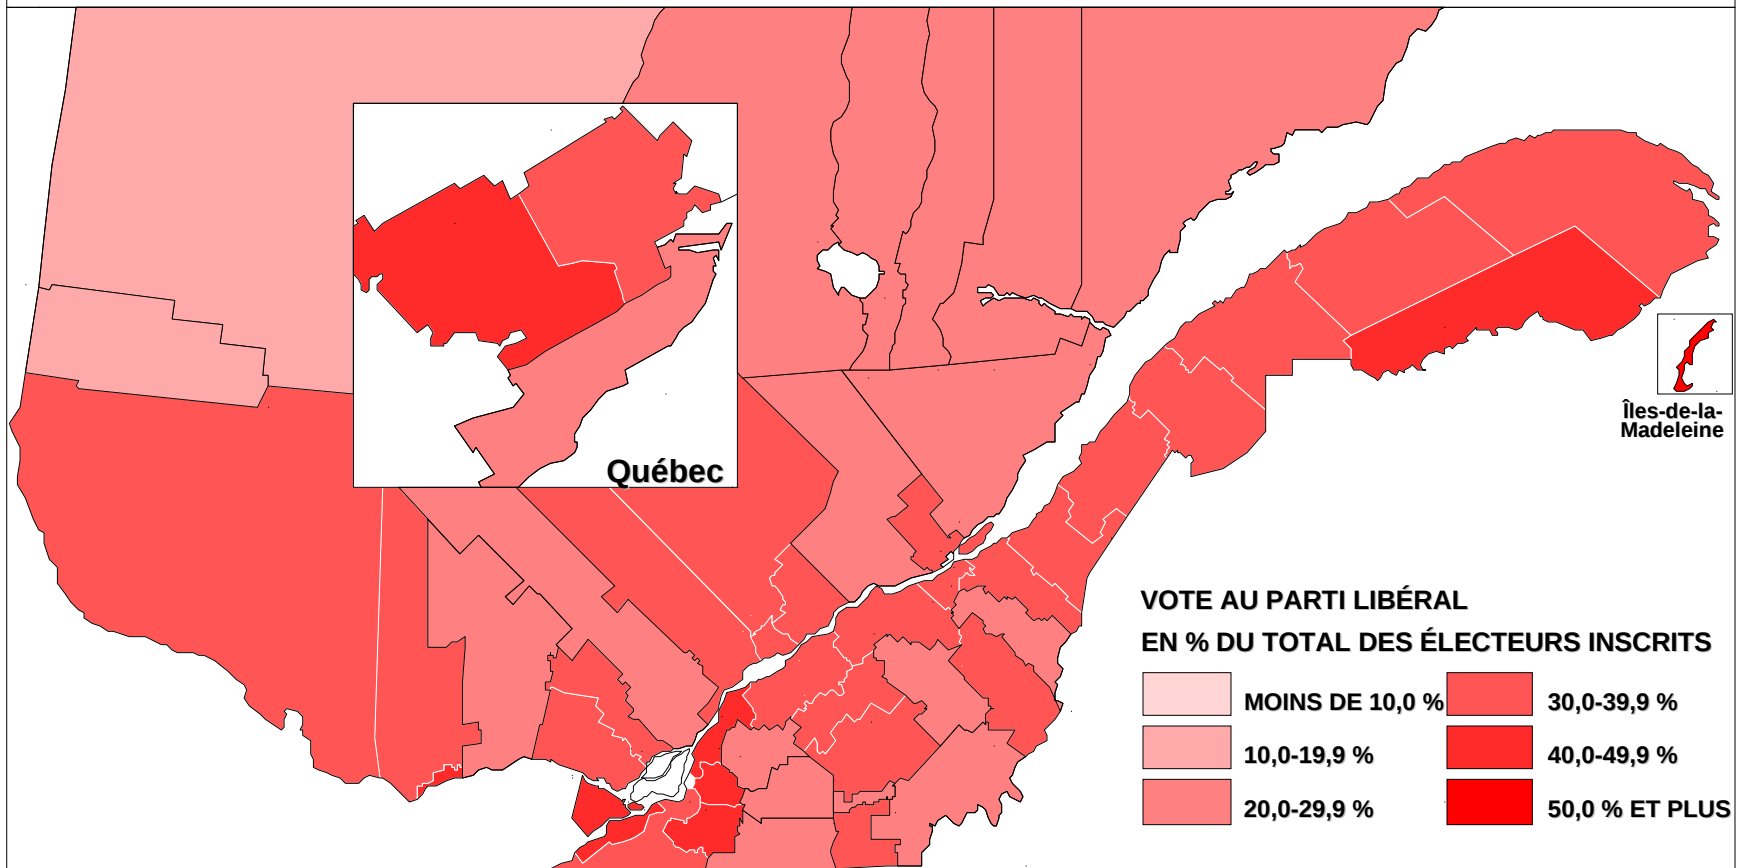 Québec
Îles-de-la-
Madeleine
VOTE AU PARTI LIBÉRAL
EN % DU TOTAL DES ÉLECTEURS INSCRITS
MOINS DE 10,0 %
10,0-19,9 %
20,0-29,9 %
30,0-39,9 %
40,0-49,9 %
50,0 % ET PLUS